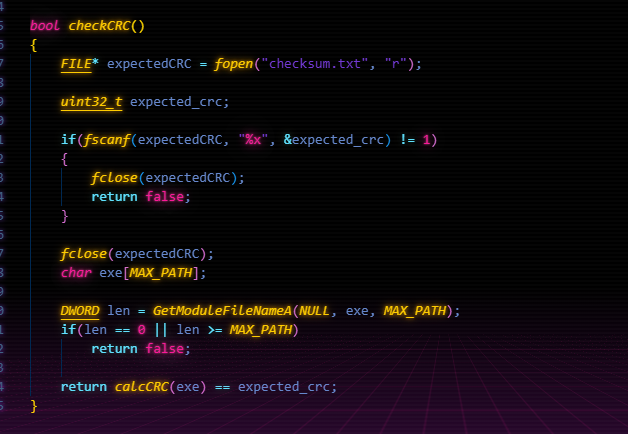 bool checkCRC()
{
FILE* expectedCRC = fopen("checksum.txt", "r");
uint32_t expected_crc;
if(fscanf(expectedCRC, "%x", &expected_crc) != 1)
{
fclose(expectedCRC);
return false;
}
fclose(expectedCRC);
char exe[MAX_PATH];
DWORD len = GetModuleFileNameA(NULL, exe, MAX_PATH);
if(len == 0 || len >= MAX_PATH)
return false;
return calcCRC(exe) == expected_crc;
}